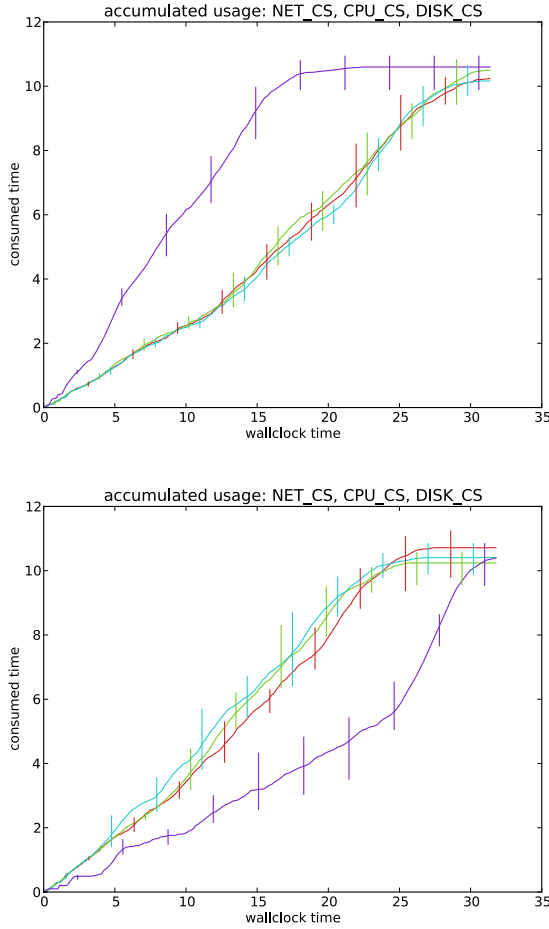 accumulated usage: NET_CS, CPU_CS, DISK_CS
12
10
8
6
4
2
0
consumed time
0 5 10 15 20 25 30 35
wallclock time
accumulated usage: NET_CS, CPU_CS, DISK_CS
12
10
8
6
4
2
0
consumed time
0 5 10 15 20 25 30 35
wallclock time